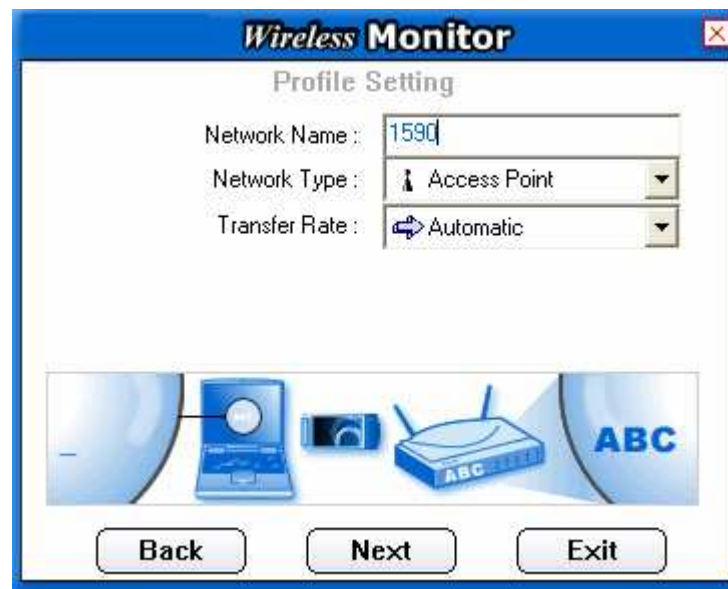 Wireless Monitor
Profile Setting
Network Name : 1590
Network Type : Access Point
Transfer Rate : Automatic
_
ABC
ABC
Back Next Exit